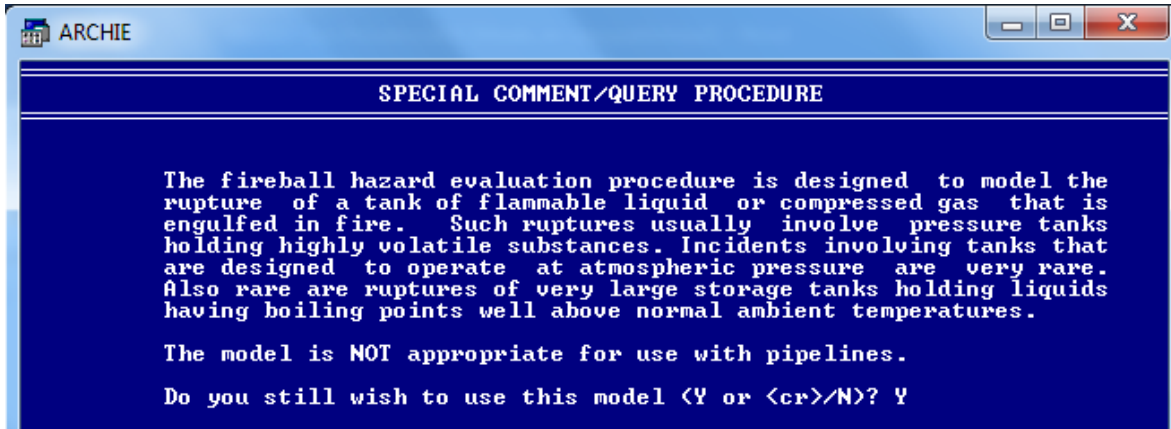 ARCHIE
SPECIAL COMMENT/QUERY PROCEDURE
The fireball hazard evaluation procedure is designed  to model the
rupture  of a tank of flammable liquid  or compressed gas  that is
engulfed in fire.   Such ruptures usually  involve  pressure tanks
holding highly volatile substances. Incidents involving tanks that
are designed  to operate  at atmospheric pressure  are  very rare.
Also rare are ruptures of very large storage tanks holding liquids
having boiling points well above normal ambient temperatures.
The model is NOT appropriate for use with pipelines.
Do you still wish to use this model (Y or <cr>/N)? Y